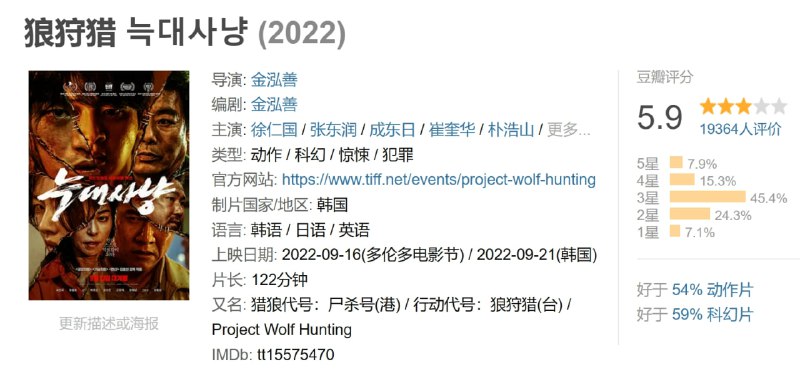 狼狩猎 늑대사냥 (2022)
늑대사냥
更新描述或海报
导演: 金泓善
编剧: 金泓善
主演: 徐仁国 / 张东润 / 成东日 / 崔奎华 / 朴浩山 / 更多...
类型: 动作 / 科幻 / 惊悚 / 犯罪
官方网站: https://www.tiff.net/events/project-wolf-hunting
制片国家/地区: 韩国
语言: 韩语 / 日语 / 英语
上映日期: 2022-09-16(多伦多电影节) / 2022-09-21(韩国)
片长: 122分钟
又名: 猎狼代号：尸杀号(港) / 行动代号：狼狩猎(台) /
Project Wolf Hunting
IMDb: tt15575470
豆瓣评分
5.9
19364人评价
5星 7.9%
4星 15.3%
3星 45.4%
2星 24.3%
1星 7.1%
好于 54% 动作片
好于 59% 科幻片